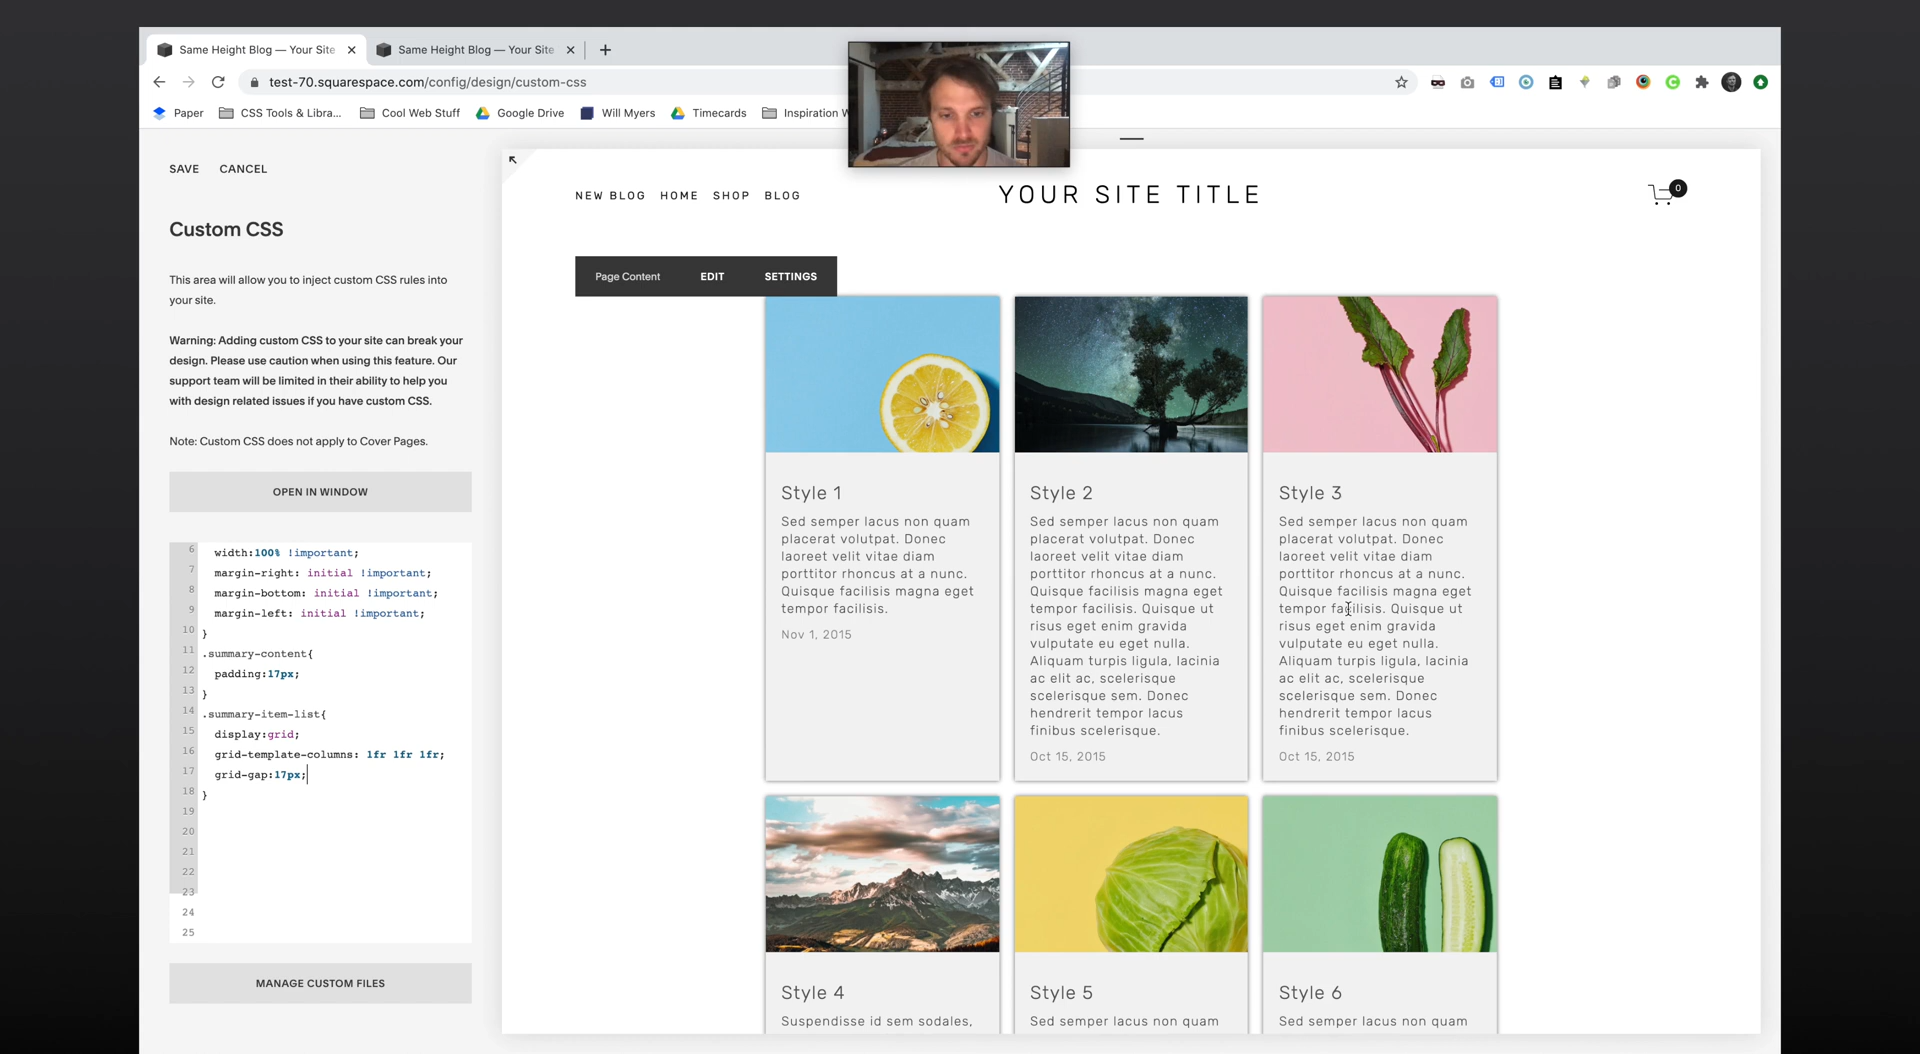 Same Height Blog — Your Site
Same Height Blog — Your Site
test-70.squarespace.com/config/design/custom-css
Paper
CSS Tools & Libra...
Cool Web Stuff
Google Drive
Will Myers
Timecards
Inspiration W
SAVE CANCEL
Custom CSS
This area will allow you to inject custom CSS rules into
your site.
Warning: Adding custom CSS to your site can break your
design. Please use caution when using this feature. Our
support team will be limited in their ability to help you
with design related issues if you have custom CSS.
Note: Custom CSS does not apply to Cover Pages.
OPEN IN WINDOW
6 width:100% !important;
7 margin-right: initial !important;
8 margin-bottom: initial !important;
9 margin-left: initial !important;
10 }
11 .summary-content{
12 padding:17px;
13 }
14 .summary-item-list{
15 display:grid;
16 grid-template-columns: 1fr 1fr 1fr;
17 grid-gap:17px;
18 }
19
20
21
22
23
24
25
MANAGE CUSTOM FILES
NEW BLOG HOME SHOP BLOG
YOUR SITE TITLE
0
Page Content EDIT SETTINGS
Style 1
Sed semper lacus non quam
placerat volutpat. Donec
laoreet velit vitae diam
porttitor rhoncus at a nunc.
Quisque facilisis magna eget
tempor facilisis.
Nov 1, 2015
Style 2
Sed semper lacus non quam
placerat volutpat. Donec
laoreet velit vitae diam
porttitor rhoncus at a nunc.
Quisque facilisis magna eget
tempor facilisis. Quisque ut
risus eget enim gravida
vulputate eu eget nulla.
Aliquam turpis ligula, lacinia
ac elit ac, scelerisque
scelerisque sem. Donec
hendrerit tempor lacus
finibus scelerisque.
Oct 15, 2015
Style 3
Sed semper lacus non quam
placerat volutpat. Donec
laoreet velit vitae diam
porttitor rhoncus at a nunc.
Quisque facilisis magna eget
tempor facilisis. Quisque ut
risus eget enim gravida
vulputate eu eget nulla.
Aliquam turpis ligula, lacinia
ac elit ac, scelerisque
scelerisque sem. Donec
hendrerit tempor lacus
finibus scelerisque.
Oct 15, 2015
Style 4
Suspendisse id sem sodales,
Style 5
Sed semper lacus non quam
Style 6
Sed semper lacus non quam